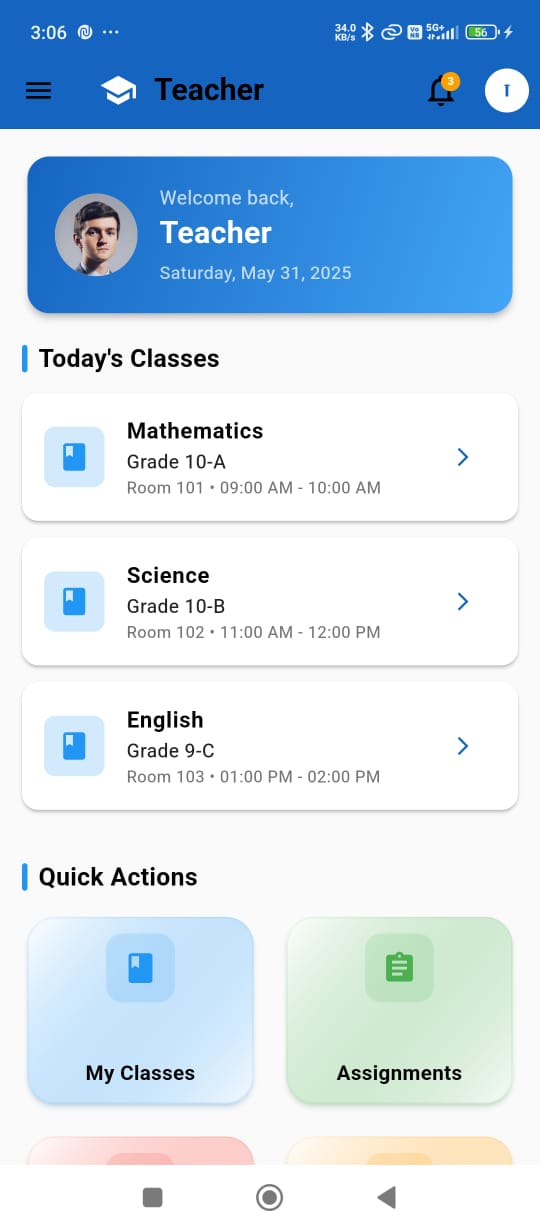 3:06
34.0
KB/s
Vo
NR
5G+
56
Teacher
3
T
Welcome back,
Teacher
Saturday, May 31, 2025
Today's Classes
Mathematics
Grade 10-A
Room 101 • 09:00 AM - 10:00 AM
Science
Grade 10-B
Room 102 • 11:00 AM - 12:00 PM
English
Grade 9-C
Room 103 • 01:00 PM - 02:00 PM
Quick Actions
My Classes
Assignments